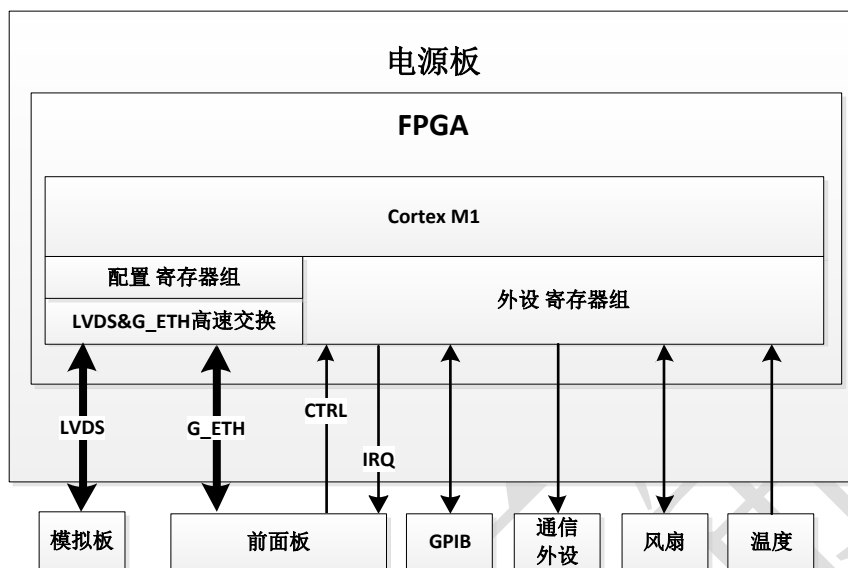 电源板
FPGA
Cortex M1
配置 寄存器组
外设 寄存器组
LVDS&G_ETH高速交换
LVDS
G_ETH
CTRL
IRQ
模拟板
前面板
GPIB
通信
外设
风扇
温度